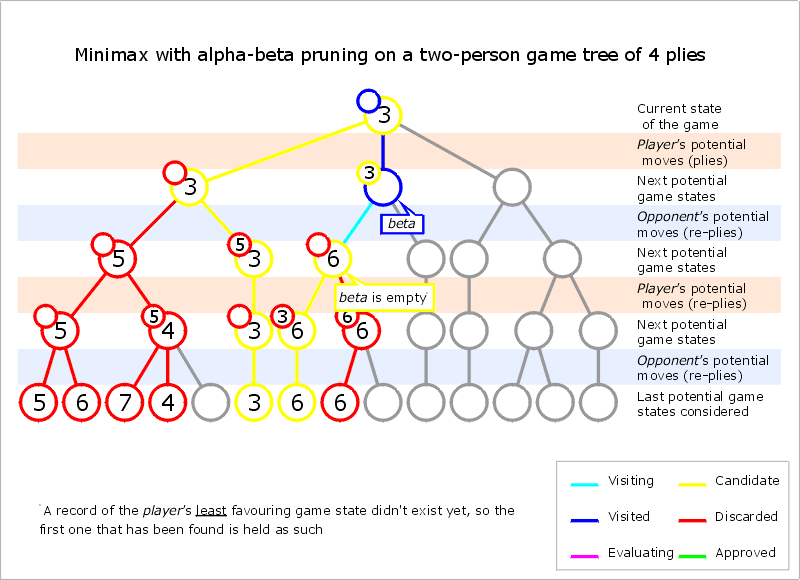 Minimax with alpha-beta pruning on a two-person game tree of 4 plies
3
Current state
of the game
Player's potential
moves (plies)
3
3
Next potential
game states
beta
Opponent's potential
moves (re-plies)
5
5
3
6
Next potential
game states
beta is empty*
Player's potential
moves (re-plies)
5
5
4
3
3
6
6
6
Next potential
game states
Opponent's potential
moves (re-plies)
5
6
7
4
3
6
6
Last potential game
states considered
*A record of the player's least favouring game state didn't exist yet, so the
first one that has been found is held as such
Visiting
Candidate
Visited
Discarded
Evaluating
Approved